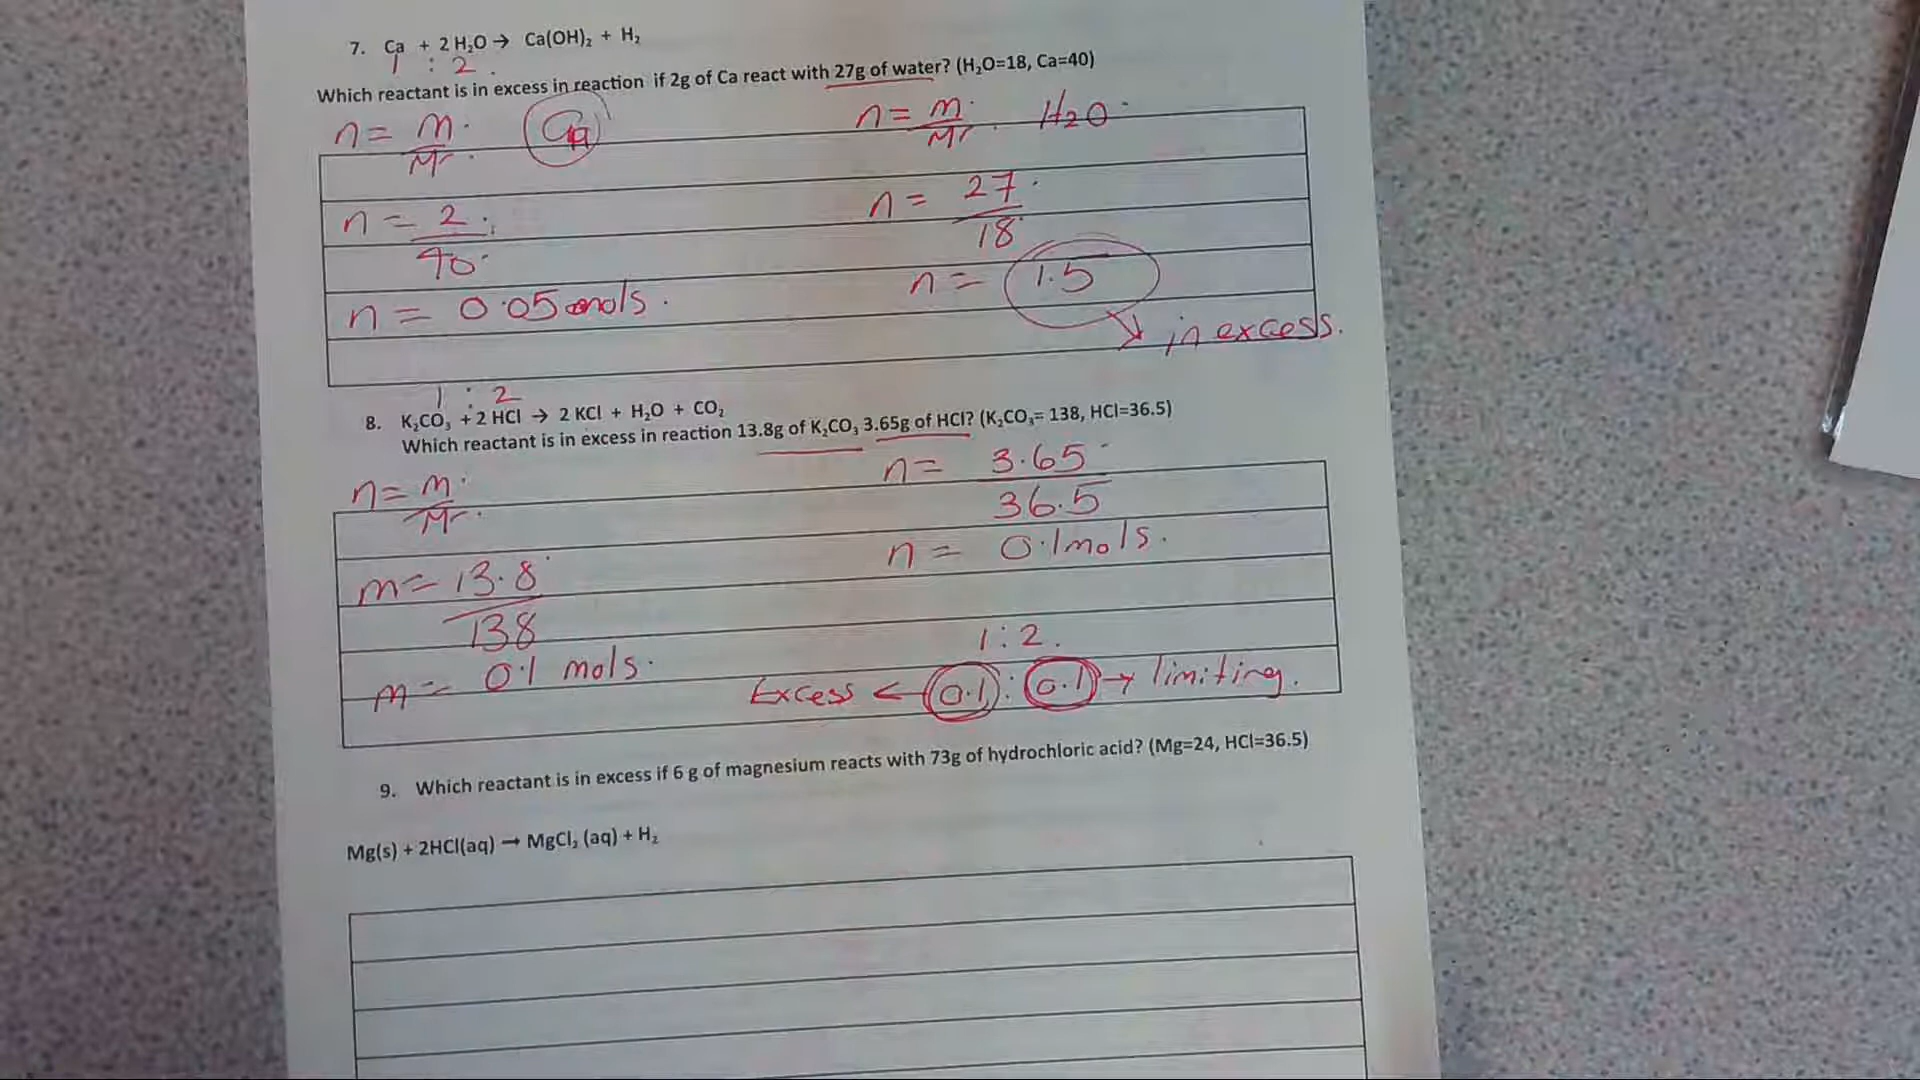 7. Ca + 2 H₂O → Ca(OH)₂ + H₂
1 : 2 .
Which reactant is in excess in reaction if 2g of Ca react with 27g of water? (H₂O=18, Ca=40)
n = m/Mr. Ca n = m/Mr. H₂O
n = 2/40 n = 27/18
n = 0.05 mols. n = 1.5
→ in excess.
1 : 2
8. K₂CO₃ + 2 HCl → 2 KCl + H₂O + CO₂
Which reactant is in excess in reaction 13.8g of K₂CO₃ 3.65g of HCl? (K₂CO₃= 138, HCl=36.5)
n = m/Mr. n = 3.65/36.5
m = 13.8/138 n = 0.1mols.
m = 0.1 mols. 1 : 2.
Excess ← 0.1 : 0.1 → limiting.
9. Which reactant is in excess if 6 g of magnesium reacts with 73g of hydrochloric acid? (Mg=24, HCl=36.5)
Mg(s) + 2HCl(aq) → MgCl₂ (aq) + H₂